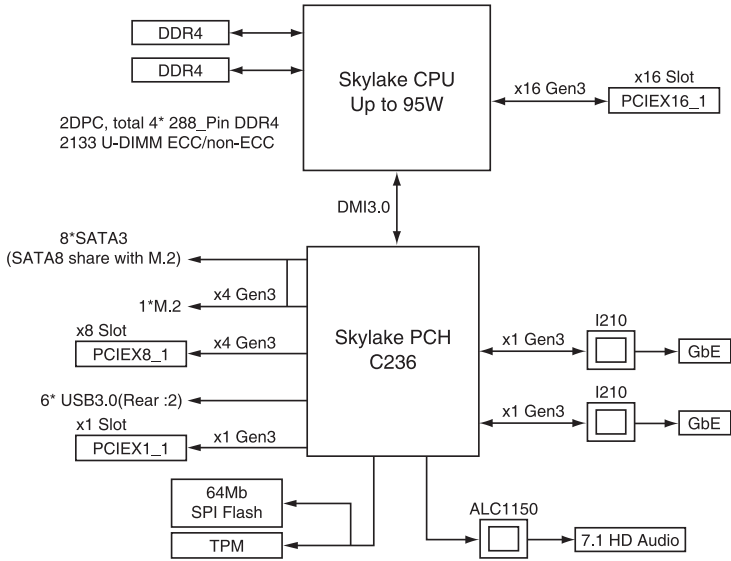 DDR4
DDR4
Skylake CPU
Up to 95W
x16 Gen3
x16 Slot
PCIEX16_1
2DPC, total 4* 288_Pin DDR4
2133 U-DIMM ECC/non-ECC
DMI3.0
8*SATA3
(SATA8 share with M.2)
1*M.2
x4 Gen3
x8 Slot
PCIEX8_1
x4 Gen3
Skylake PCH
C236
x1 Gen3
I210
GbE
x1 Gen3
I210
GbE
6* USB3.0(Rear :2)
x1 Slot
PCIEX1_1
x1 Gen3
64Mb
SPI Flash
TPM
ALC1150
7.1 HD Audio